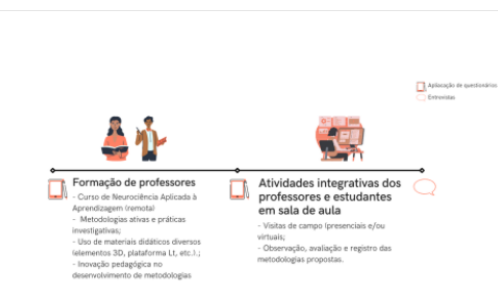 Aplicação de questionários
Entrevistas
Formação de professores
- Curso de Neurociência Aplicada à
Aprendizagem (remota)
- Metodologias ativas e práticas
investigativas;
- Uso de materiais didáticos diversos
(elementos 3D, plataforma Lt, etc.).;
- Inovação pedagógica no
desenvolvimento de metodologias
Atividades integrativas dos
professores e estudantes
em sala de aula
- Visitas de campo (presenciais e/ou
virtuais;
- Observação, avaliação e registro das
metodologias propostas.